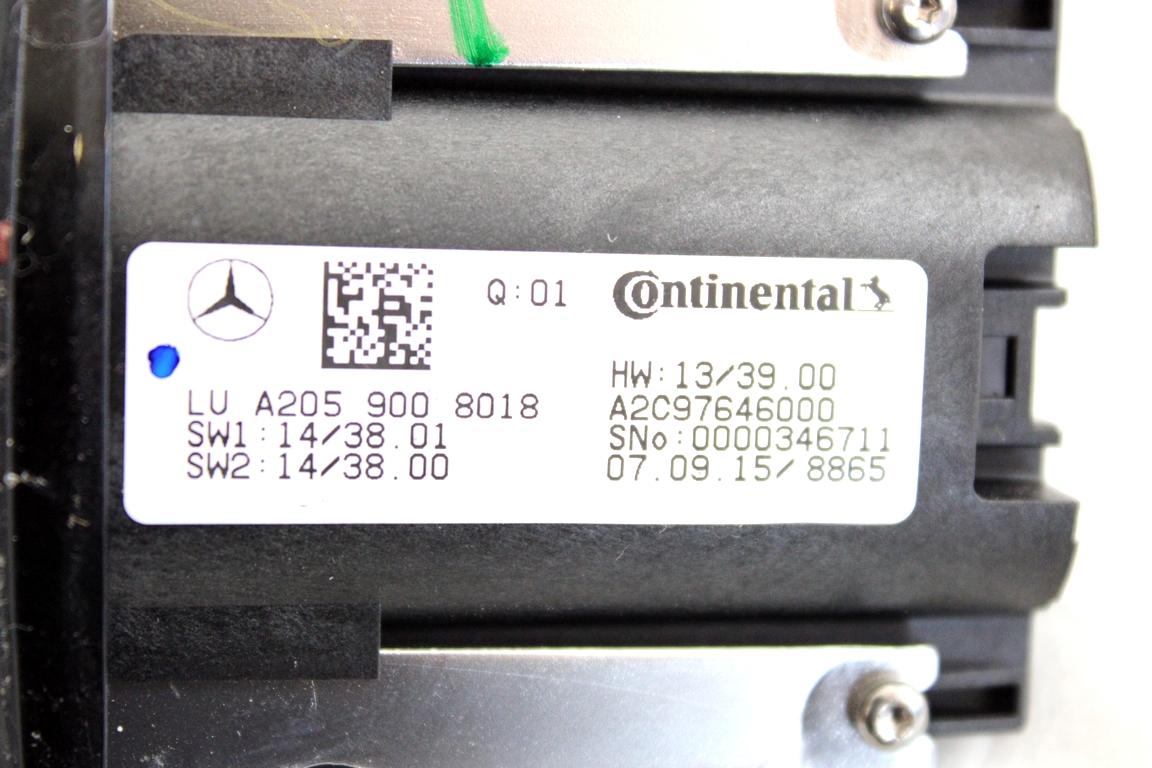 Q:01
Continental
HW:13/39.00
LU A205 900 8018
A2C97646000
SW1:14/38.01
SNo:0000346711
SW2:14/38.00
07.09.15/8865